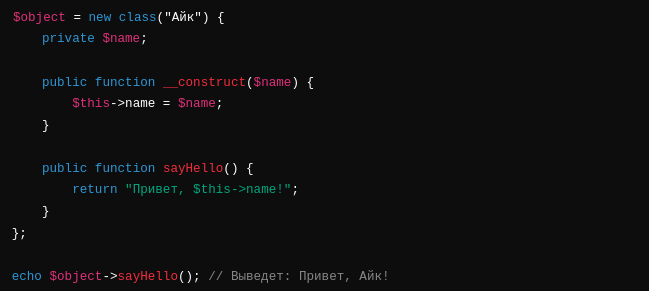 $object = new class("Айк") {
    private $name;

    public function __construct($name) {
        $this->name = $name;
    }

    public function sayHello() {
        return "Привет, $this->name!";
    }
};

echo $object->sayHello(); // Выведет: Привет, Айк!